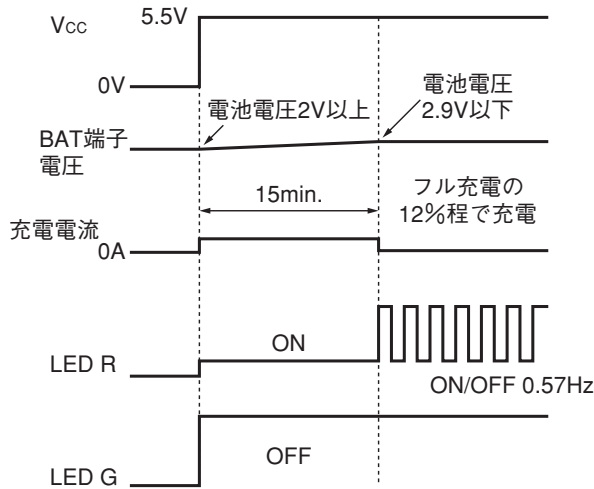 Vcc
5.5V
0V
電池電圧2V以上
電池電圧
2.9V以下
BAT端子
電圧
15min.
フル充電の
12%程で充電
充電電流
0A
LED R
ON
ON/OFF 0.57Hz
LED G
OFF